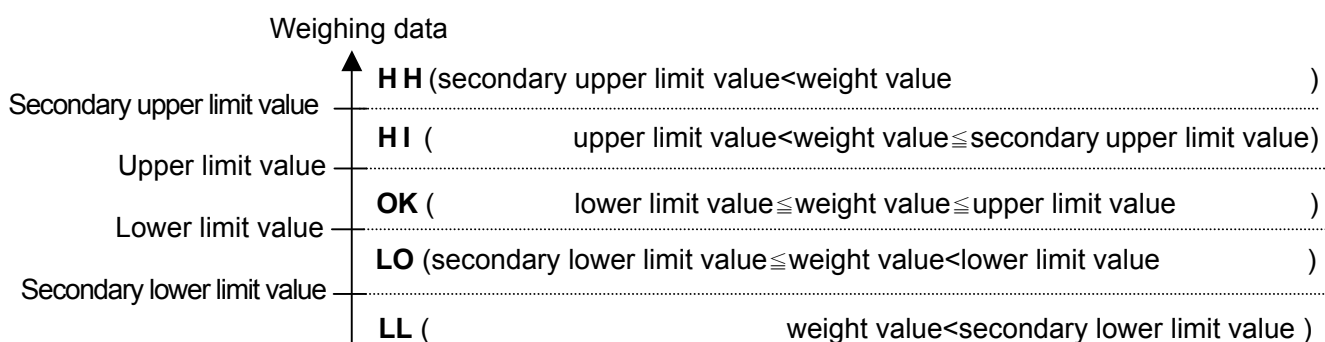 Weighing data
HH (secondary upper limit value<weight value )
Secondary upper limit value
HI ( upper limit value<weight value≦secondary upper limit value)
Upper limit value
OK ( lower limit value≦weight value≦upper limit value )
Lower limit value
LO (secondary lower limit value≦weight value<lower limit value )
Secondary lower limit value
LL ( weight value<secondary lower limit value )